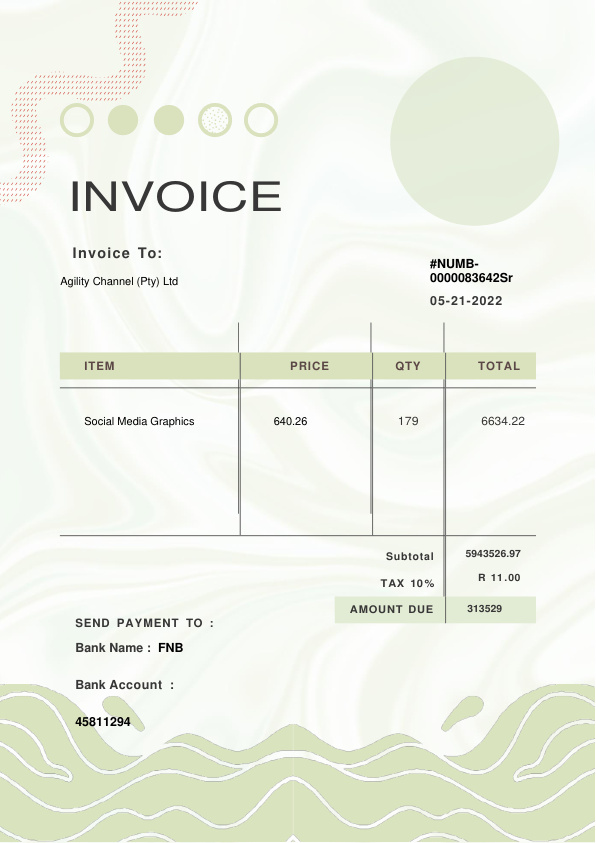 INVOICE
Invoice To:
Agility Channel (Pty) Ltd
#NUMB-
0000083642Sr
05-21-2022
ITEM PRICE QTY TOTAL
Social Media Graphics 640.26 179 6634.22
Subtotal 5943526.97
TAX 10% R 11.00
AMOUNT DUE 313529
SEND PAYMENT TO :
Bank Name : FNB
Bank Account :
45811294